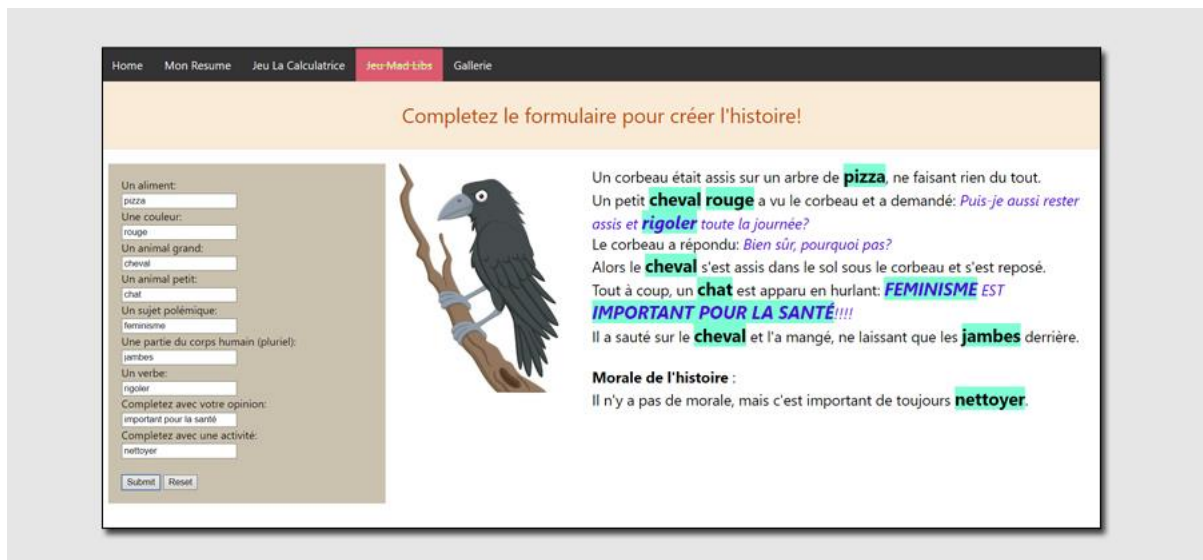 Home Mon Resume Jeu La Calculatrice Jeu Mad Libs Gallerie
Completez le formulaire pour créer l'histoire!
Un aliment:
pizza
Une couleur:
rouge
Un animal grand:
cheval
Un animal petit:
chat
Un sujet polémique:
feminisme
Une partie du corps humain (pluriel):
jambes
Un verbe:
rigoler
Completez avec votre opinion:
important pour la santé
Completez avec une activité:
nettoyer
Submit Reset
Un corbeau était assis sur un arbre de pizza, ne faisant rien du tout.
Un petit cheval rouge a vu le corbeau et a demandé: Puis-je aussi rester
assis et rigoler toute la journée?
Le corbeau a répondu: Bien sûr, pourquoi pas?
Alors le cheval s'est assis dans le sol sous le corbeau et s'est reposé.
Tout à coup, un chat est apparu en hurlant: FEMINISME EST
IMPORTANT POUR LA SANTÉ!!!!
Il a sauté sur le cheval et l'a mangé, ne laissant que les jambes derrière.
Morale de l'histoire :
Il n'y a pas de morale, mais c'est important de toujours nettoyer.